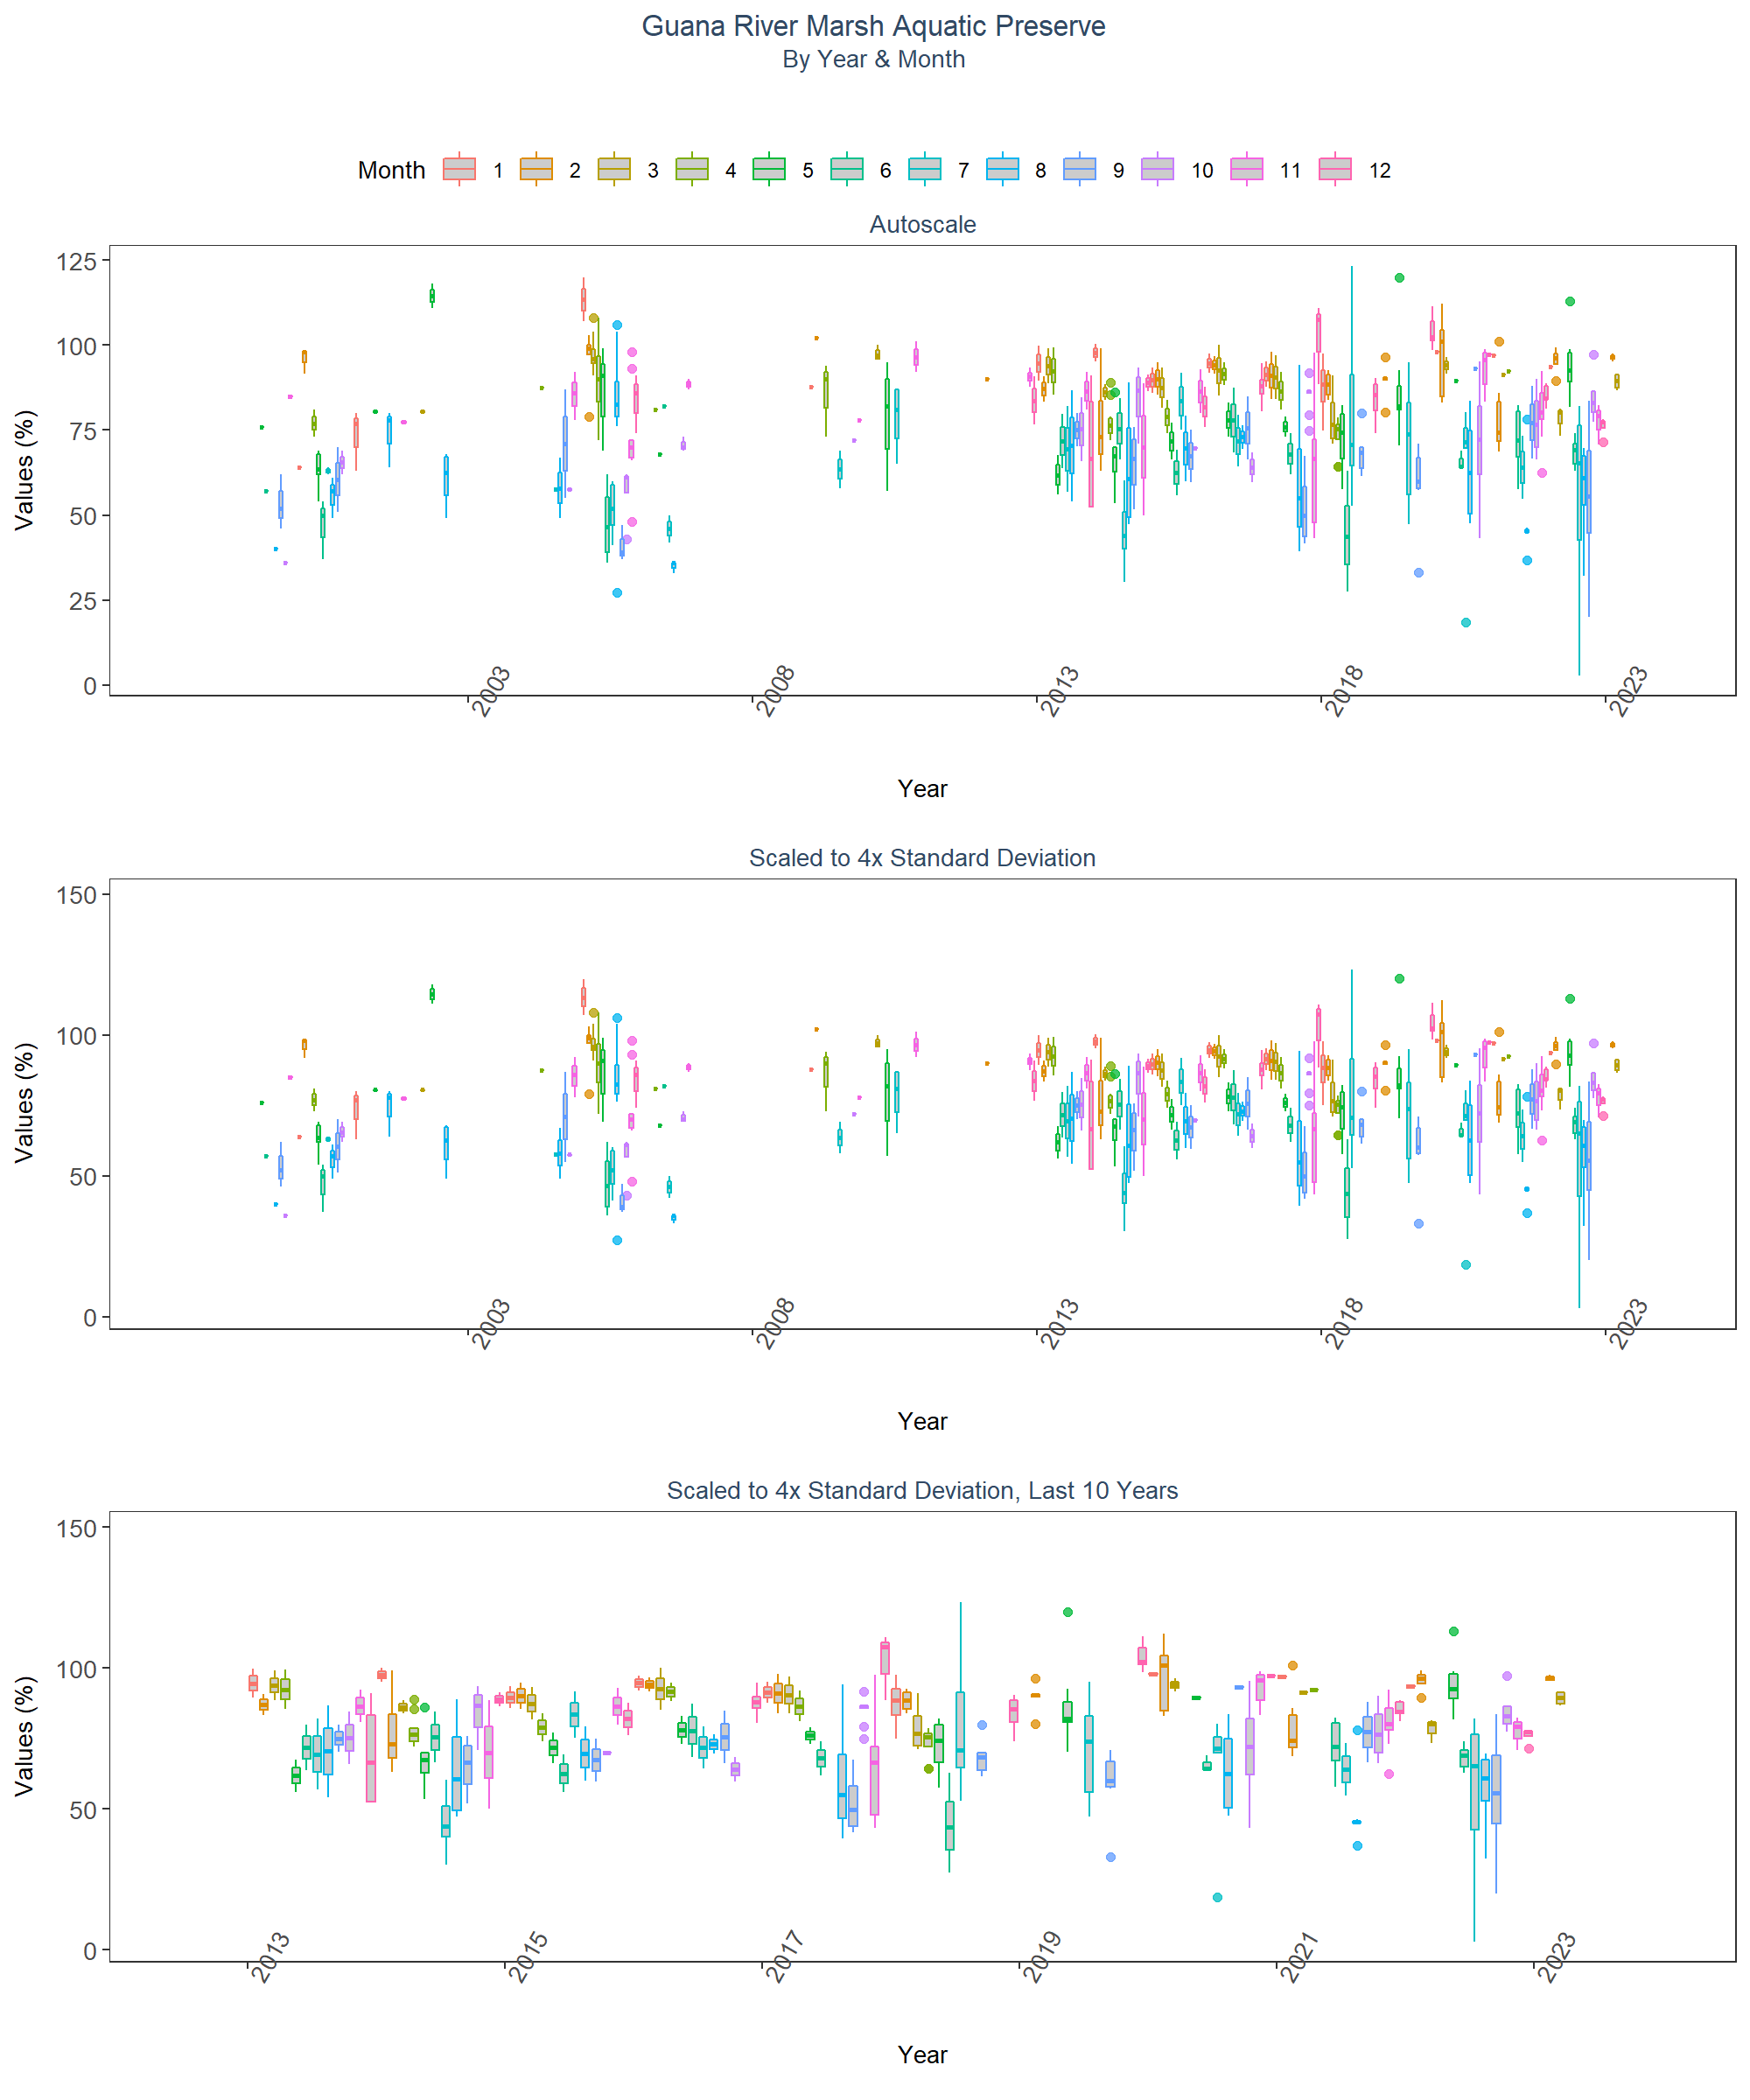 Guana River Marsh Aquatic Preserve
By Year & Month
Month 1 2 3 4 5 6 7 8 9 10 11 12
Autoscale
125
100
75
50
25
0
Values (%)
2003 2008 2013 2018 2023
Year
Scaled to 4x Standard Deviation
150
100
50
0
Values (%)
2003 2008 2013 2018 2023
Year
Scaled to 4x Standard Deviation, Last 10 Years
150
100
50
0
Values (%)
2013 2015 2017 2019 2021 2023
Year